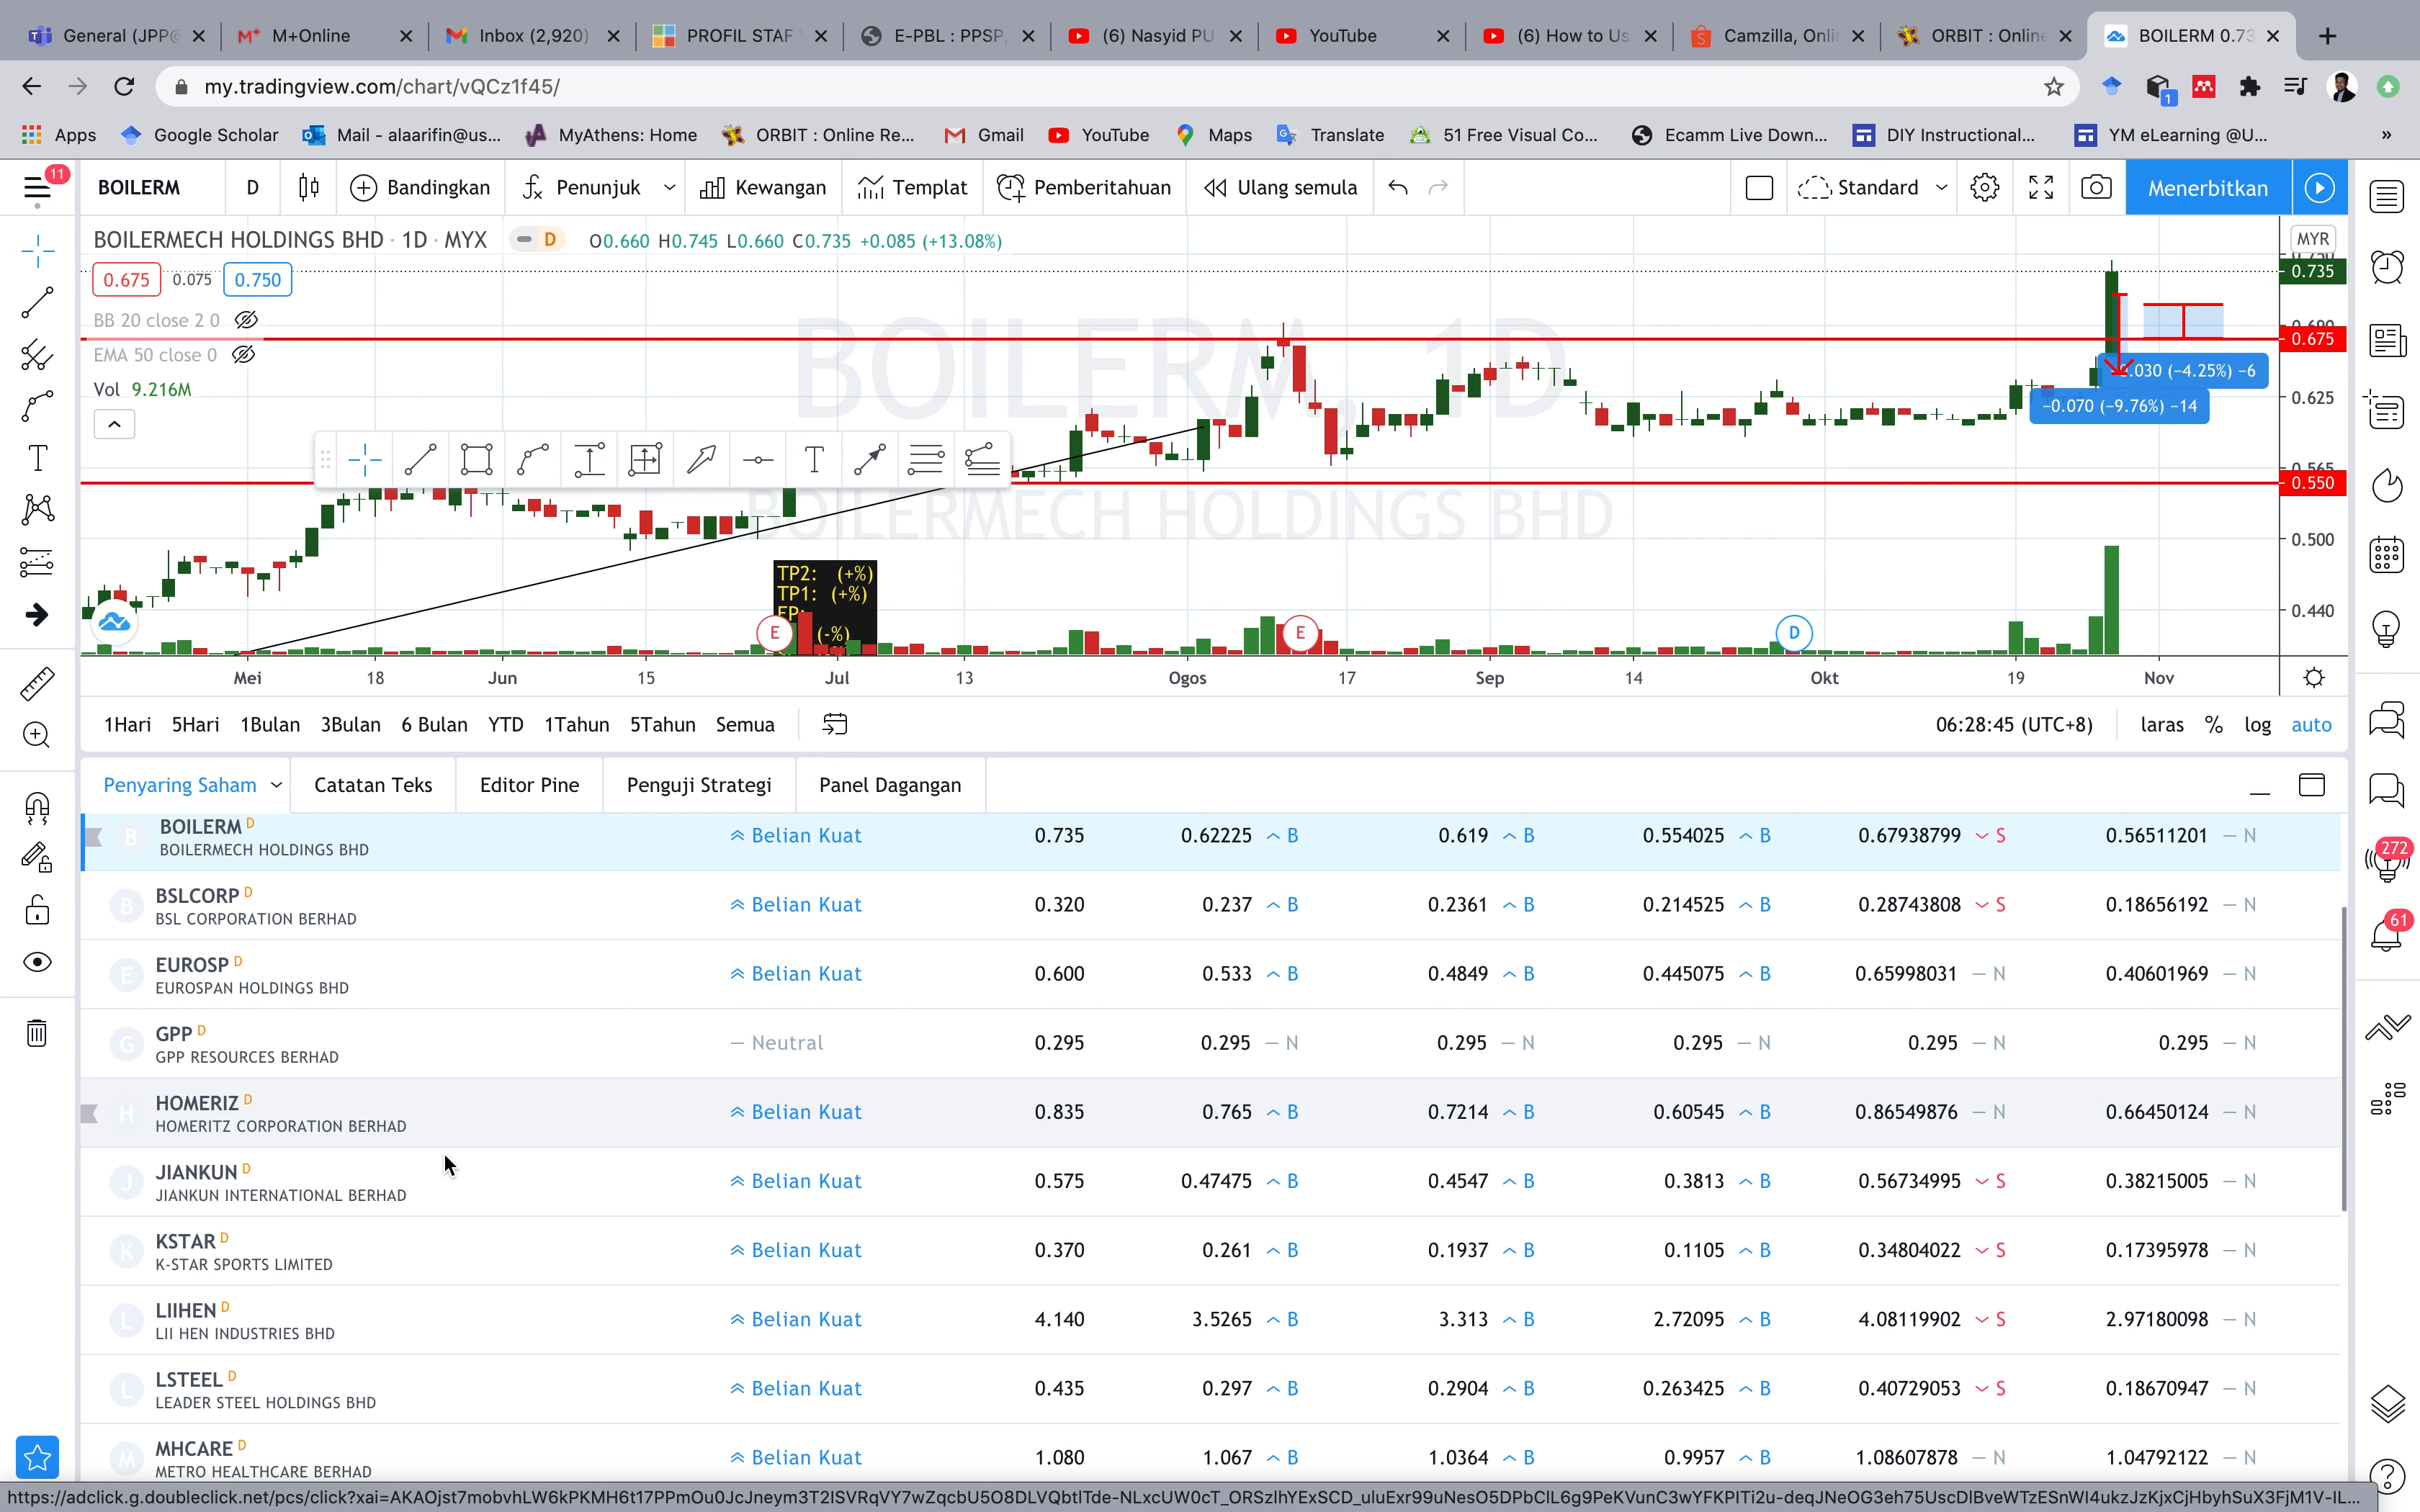 General (JPP@
M+Online
Inbox (2,920)
PROFIL STAF
E-PBL : PPSP,
(6) Nasyid PU
YouTube
(6) How to Us
Camzilla, Onli
ORBIT : Online
BOILERM 0.73
my.tradingview.com/chart/vQCz1f45/
1
Apps
Google Scholar
Mail - alaarifin@us...
MyAthens: Home
ORBIT : Online Re...
Gmail
YouTube
Maps
Translate
51 Free Visual Co...
Ecamm Live Down...
DIY Instructional...
YM eLearning @U...
»
11
BOILERM
D
Bandingkan
Penunjuk
Kewangan
Templat
Pemberitahuan
Ulang semula
Standard
Menerbitkan
BOILERMECH HOLDINGS BHD · 1D · MYX
D
O0.660 H0.745 L0.660 C0.735 +0.085 (+13.08%)
MYR
0.675
0.075
0.750
0.735
BB 20 close 2 0
EMA 50 close 0
BOILERM, 1D
0.675
Vol 9.216M
.030 (−4.25%) −6
0.625
−0.070 (−9.76%) −14
0.565
0.550
BOILERMECH HOLDINGS BHD
0.500
TP2: (+%)
TP1: (+%)
EP:
(-%)
0.440
E
E
D
Mei 18 Jun 15 Jul 13 Ogos 17 Sep 14 Okt 19 Nov
1Hari 5Hari 1Bulan 3Bulan 6 Bulan YTD 1Tahun 5Tahun Semua
06:28:45 (UTC+8)
laras % log auto
Penyaring Saham
Catatan Teks
Editor Pine
Penguji Strategi
Panel Dagangan
B BOILERM D
BOILERMECH HOLDINGS BHD
Belian Kuat 0.735 0.62225 B 0.619 B 0.554025 B 0.67938799 S 0.56511201 — N
B BSLCORP D
BSL CORPORATION BERHAD
Belian Kuat 0.320 0.237 B 0.2361 B 0.214525 B 0.28743808 S 0.18656192 — N
E EUROSP D
EUROSPAN HOLDINGS BHD
Belian Kuat 0.600 0.533 B 0.4849 B 0.445075 B 0.65998031 — N 0.40601969 — N
G GPP D
GPP RESOURCES BERHAD
— Neutral 0.295 0.295 — N 0.295 — N 0.295 — N 0.295 — N 0.295 — N
H HOMERIZ D
HOMERITZ CORPORATION BERHAD
Belian Kuat 0.835 0.765 B 0.7214 B 0.60545 B 0.86549876 — N 0.66450124 — N
J JIANKUN D
JIANKUN INTERNATIONAL BERHAD
Belian Kuat 0.575 0.47475 B 0.4547 B 0.3813 B 0.56734995 S 0.38215005 — N
K KSTAR D
K-STAR SPORTS LIMITED
Belian Kuat 0.370 0.261 B 0.1937 B 0.1105 B 0.34804022 S 0.17395978 — N
L LIIHEN D
LII HEN INDUSTRIES BHD
Belian Kuat 4.140 3.5265 B 3.313 B 2.72095 B 4.08119902 S 2.97180098 — N
L LSTEEL D
LEADER STEEL HOLDINGS BHD
Belian Kuat 0.435 0.297 B 0.2904 B 0.263425 B 0.40729053 S 0.18670947 — N
M MHCARE D
METRO HEALTHCARE BERHAD
Belian Kuat 1.080 1.067 B 1.0364 B 0.9957 B 1.08607878 — N 1.04792122 — N
272
61